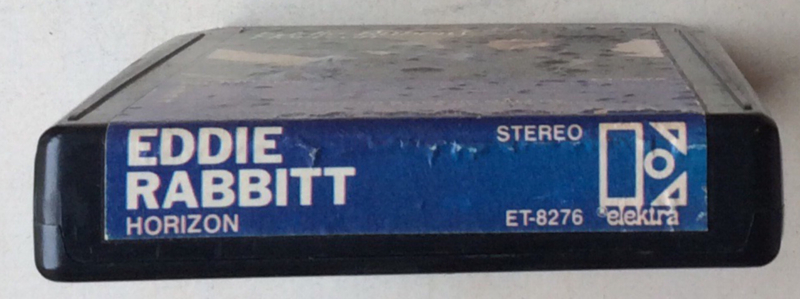 EDDIE
RABBITT
HORIZON
STEREO
ET-8276
®elektra